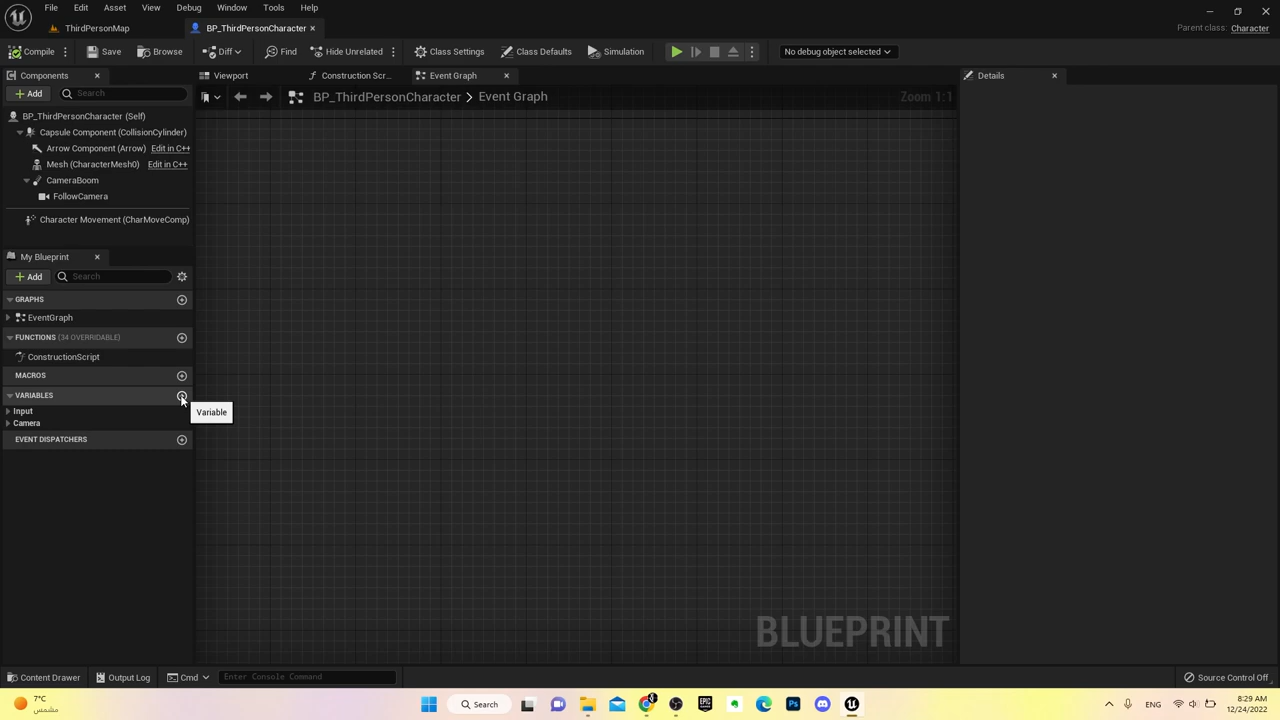 File Edit Asset View Debug Window Tools Help
ThirdPersonMap BP_ThirdPersonCharacter
Parent class: Character
Compile Save Browse Diff Find Hide Unrelated Class Settings Class Defaults Simulation No debug object selected
Components Viewport Construction Scr... Event Graph Details
Add Search
BP_ThirdPersonCharacter > Event Graph Zoom 1:1
BP_ThirdPersonCharacter (Self)
Capsule Component (CollisionCylinder)
Arrow Component (Arrow) Edit in C++
Mesh (CharacterMesh0) Edit in C++
CameraBoom
FollowCamera
Character Movement (CharMoveComp)
My Blueprint
Add Search
GRAPHS
EventGraph
FUNCTIONS (34 OVERRIDABLE)
ConstructionScript
MACROS
VARIABLES
Variable
Input
Camera
EVENT DISPATCHERS
BLUEPRINT
Content Drawer Output Log Cmd Enter Console Command Source Control Off
7°C
مشمس
Search
ENG
8:29 AM
12/24/2022